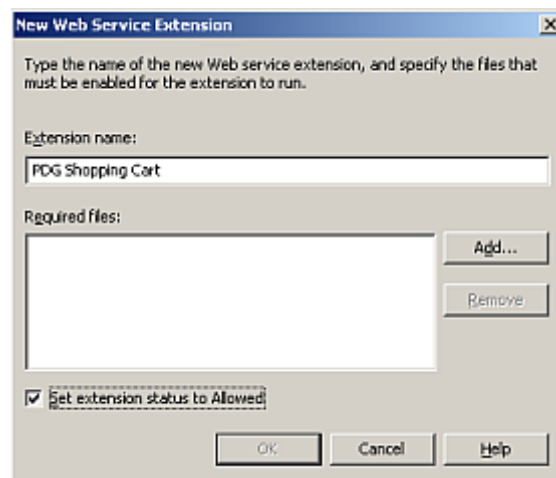 New Web Service Extension
Type the name of the new Web service extension, and specify the files that
must be enabled for the extension to run.
Extension name:
PDG Shopping Cart
Required files:
Add...
Remove
Set extension status to Allowed
OK
Cancel
Help